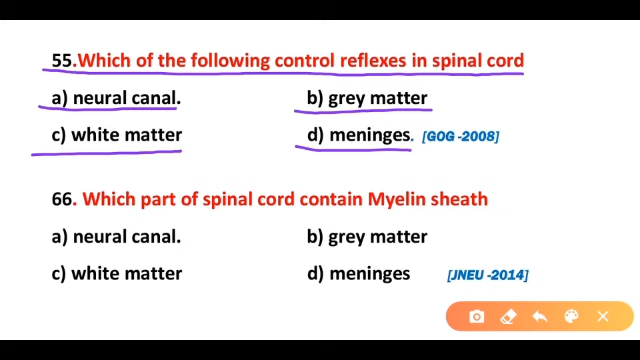 55.Which of the following control reflexes in spinal cord
a) neural canal. b) grey matter
c) white matter d) meninges. [GOG -2008]
66. Which part of spinal cord contain Myelin sheath
a) neural canal. b) grey matter
c) white matter d) meninges [JNEU -2014]